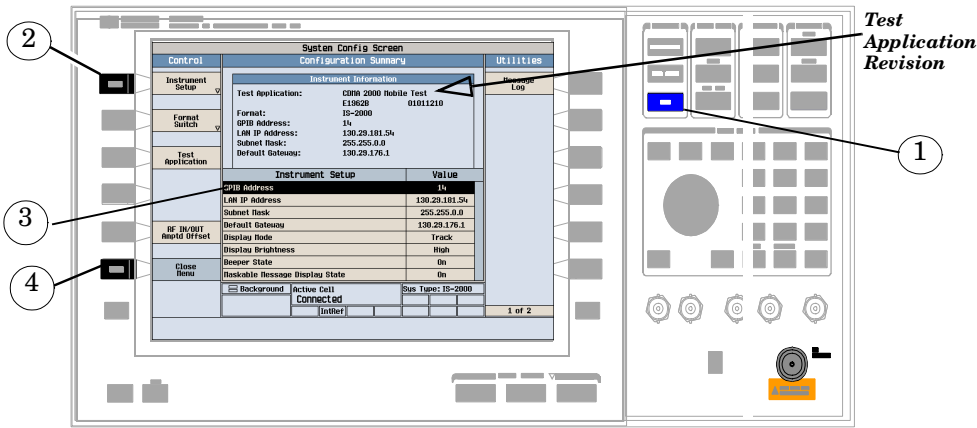 Test
Application
Revision
2
1
3
4
System Config Screen
Control
Configuration Summary
Utilities
Instrument
Setup
Format
Switch
Test
Application
RF IN/OUT
Amptd Offset
Close
Menu
Instrument Information
Test Application: CDMA 2000 Mobile Test
E1962B 01011210
Format: IS-2000
GPIB Address: 14
LAN IP Address: 130.29.181.54
Subnet Mask: 255.255.0.0
Default Gateway: 130.29.176.1
Message
Log
Instrument Setup Value
GPIB Address 14
LAN IP Address 130.29.181.54
Subnet Mask 255.255.0.0
Default Gateway 130.29.176.1
Display Mode Track
Display Brightness High
Beeper State On
Maskable Message Display State On
Background Active Cell Sys Type: IS-2000
Connected
IntRef
1 of 2